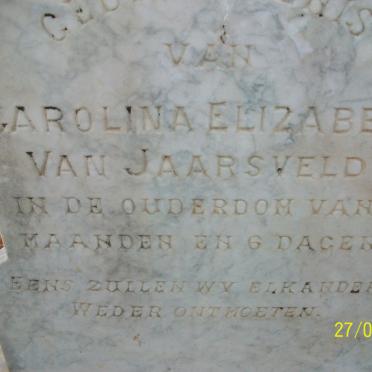 VAN
CAROLINA ELIZABE
VAN JAARSVELD
IN DE OUDERDOM VAN
MAANDEN EN 6 DAGEN
EENS ZULLEN WY ELKANDER
WEDER ONTMOETEN.
27/0